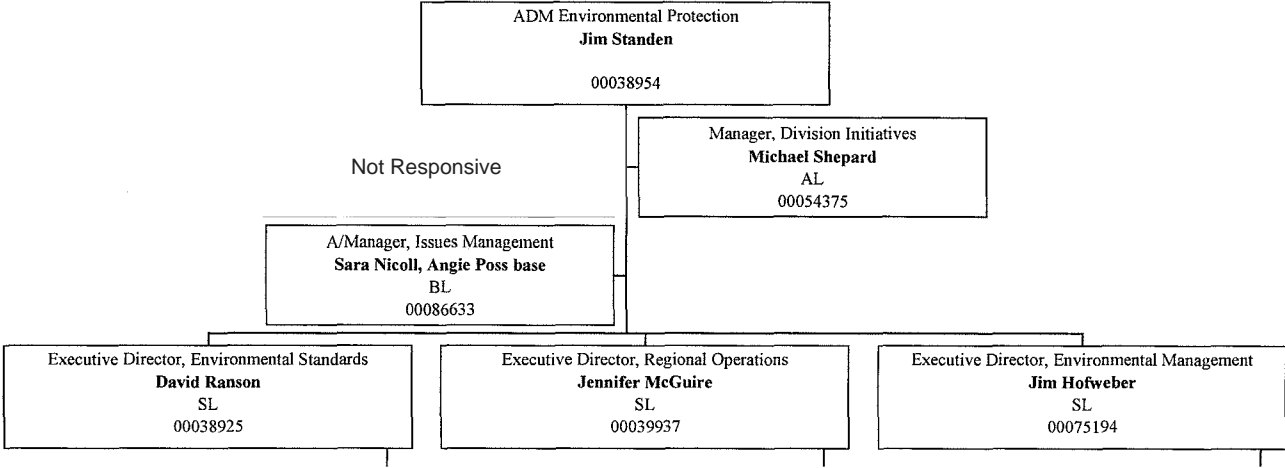 ADM Environmental Protection
Jim Standen
00038954
Manager, Division Initiatives
Michael Shepard
AL
00054375
Not Responsive
A/Manager, Issues Management
Sara Nicoll, Angie Poss base
BL
00086633
Executive Director, Environmental Standards
David Ranson
SL
00038925
Executive Director, Regional Operations
Jennifer McGuire
SL
00039937
Executive Director, Environmental Management
Jim Hofweber
SL
00075194